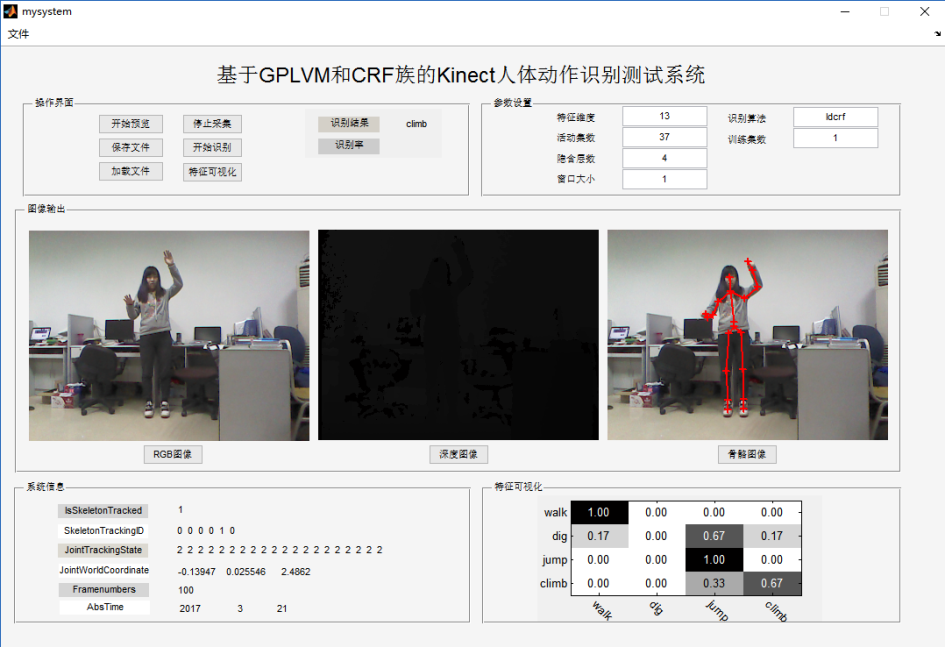 mysystem
文件
基于GPLVM和CRF族的Kinect人体动作识别测试系统
操作界面
开始预览 停止采集 识别结果 climb
保存文件 开始识别 识别率
加载文件 特征可视化
参数设置
特征维度 13 识别算法 ldcrf
活动集数 37 训练集数 1
隐含层数 4
窗口大小 1
图像输出
RGB图像 深度图像 骨骼图像
系统信息
IsSkeletonTracked 1
SkeletonTrackingID 0 0 0 0 1 0
JointTrackingState 2 2 2 2 2 2 2 2 2 2 2 2 2 2 2 2 2 2 2 2
JointWorldCoordinate -0.13947 0.025546 2.4862
Framenumbers 100
AbsTime 2017 3 21
特征可视化
walk 1.00 0.00 0.00 0.00
dig 0.17 0.00 0.67 0.17
jump 0.00 0.00 1.00 0.00
climb 0.00 0.00 0.33 0.67
walk dig jump climb